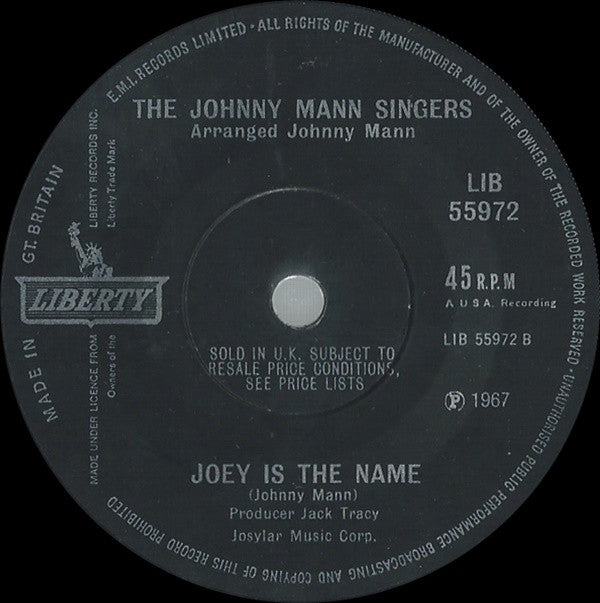 E.M.I. RECORDS LIMITED · ALL RIGHTS OF THE MANUFACTURER AND OF THE OWNER OF THE RECORDED WORK RESERVED · UNAUTHORISED PUBLIC PERFORMANCE BROADCASTING AND COPYING OF THIS RECORD PROHIBITED
MADE IN GT. BRITAIN
THE JOHNNY MANN SINGERS
Arranged Johnny Mann
LIBERTY RECORDS INC.
Liberty Trade Mark
LIBERTY
MADE UNDER LICENCE FROM
Owners of the
LIB
55972
45 R.P.M
A U S A. Recording
LIB 55972 B
SOLD IN U.K. SUBJECT TO
RESALE PRICE CONDITIONS,
SEE PRICE LISTS
℗ 1967
JOEY IS THE NAME
(Johnny Mann)
Producer Jack Tracy
Josylar Music Corp.